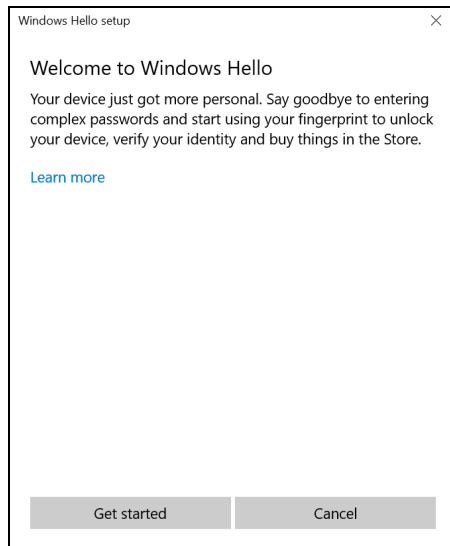 Windows Hello setup
Welcome to Windows Hello
Your device just got more personal. Say goodbye to entering
complex passwords and start using your fingerprint to unlock
your device, verify your identity and buy things in the Store.
Learn more
Get started
Cancel